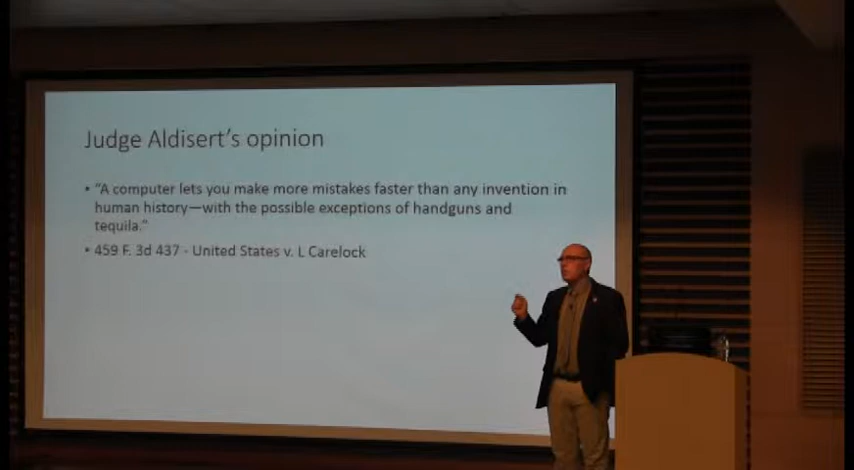 Judge Aldisert's opinion
• "A computer lets you make more mistakes faster than any invention in
human history—with the possible exceptions of handguns and
tequila."
• 459 F. 3d 437 - United States v. L Carelock